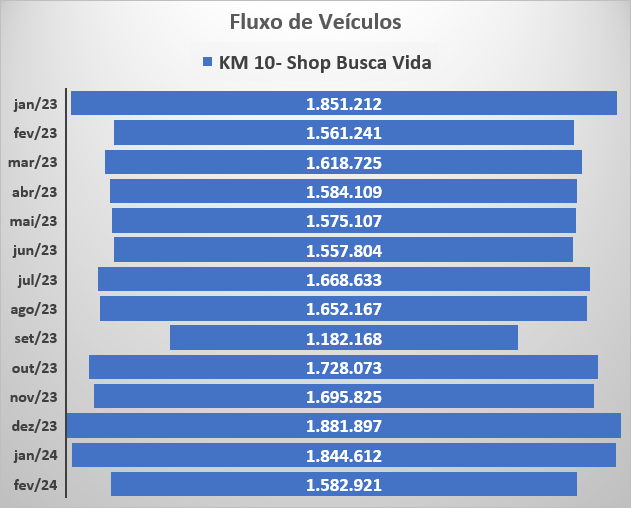 Fluxo de Veículos
KM 10- Shop Busca Vida
jan/23 1.851.212
fev/23 1.561.241
mar/23 1.618.725
abr/23 1.584.109
mai/23 1.575.107
jun/23 1.557.804
jul/23 1.668.633
ago/23 1.652.167
set/23 1.182.168
out/23 1.728.073
nov/23 1.695.825
dez/23 1.881.897
jan/24 1.844.612
fev/24 1.582.921